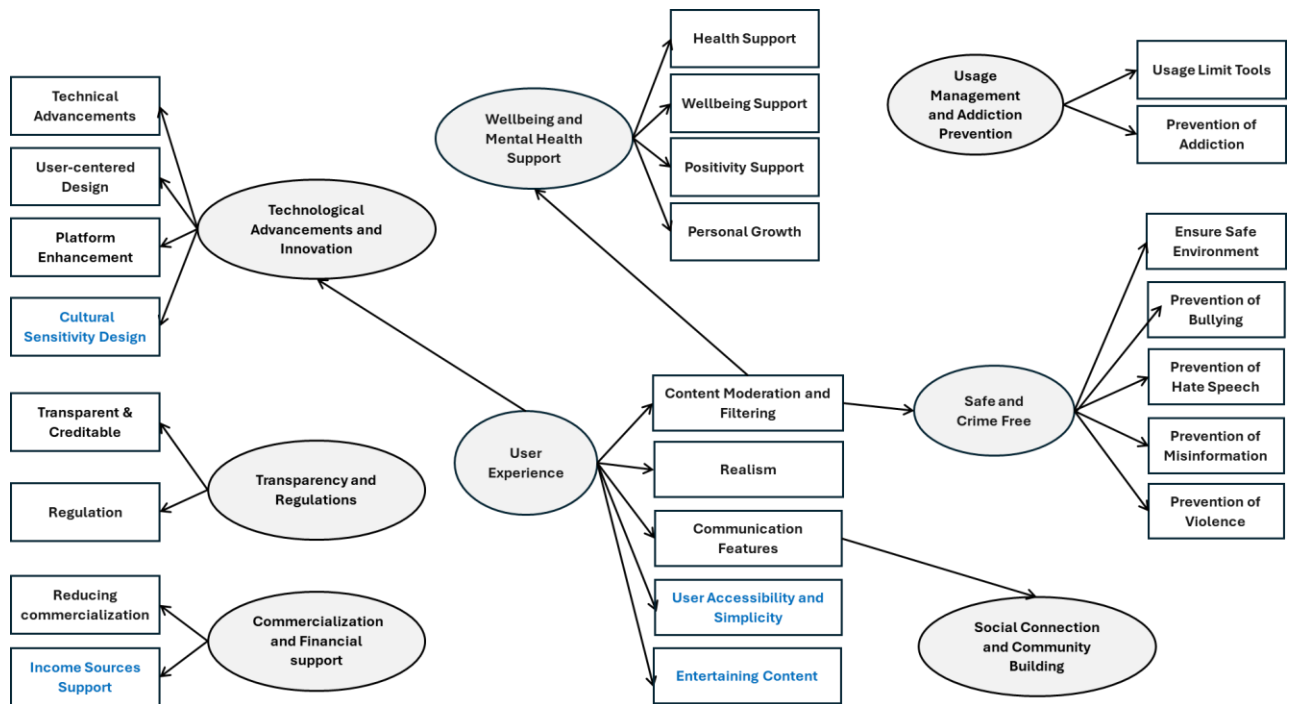 Technical
Advancements
User-centered
Design
Platform
Enhancement
Cultural
Sensitivity Design
Technological
Advancements and
Innovation
Transparent &
Creditable
Regulation
Transparency and
Regulations
Reducing
commercialization
Income Sources
Support
Commercialization
and Financial
support
Wellbeing and
Mental Health
Support
Health Support
Wellbeing Support
Positivity Support
Personal Growth
User
Experience
Content Moderation and
Filtering
Realism
Communication
Features
User Accessibility and
Simplicity
Entertaining Content
Usage
Management
and Addiction
Prevention
Usage Limit Tools
Prevention of
Addiction
Safe and
Crime Free
Ensure Safe
Environment
Prevention of
Bullying
Prevention of
Hate Speech
Prevention of
Misinformation
Prevention of
Violence
Social Connection
and Community
Building